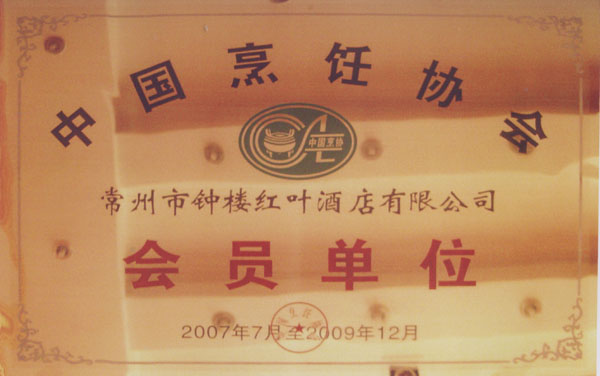 中国烹饪协会
中国烹协
常州市钟楼红叶酒店有限公司
会员单位
2007年7月至2009年12月